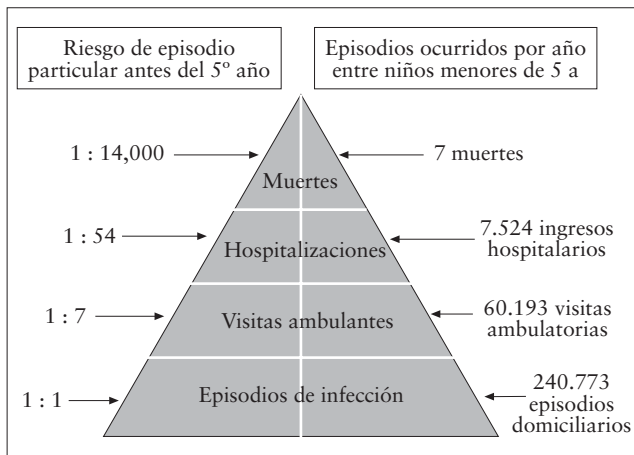 Riesgo de episodio
particular antes del 5º año
Episodios ocurridos por año
entre niños menores de 5 a
1 : 14,000
Muertes
7 muertes
1 : 54
Hospitalizaciones
7.524 ingresos
hospitalarios
1 : 7
Visitas ambulantes
60.193 visitas
ambulatorias
1 : 1
Episodios de infección
240.773
episodios
domiciliarios